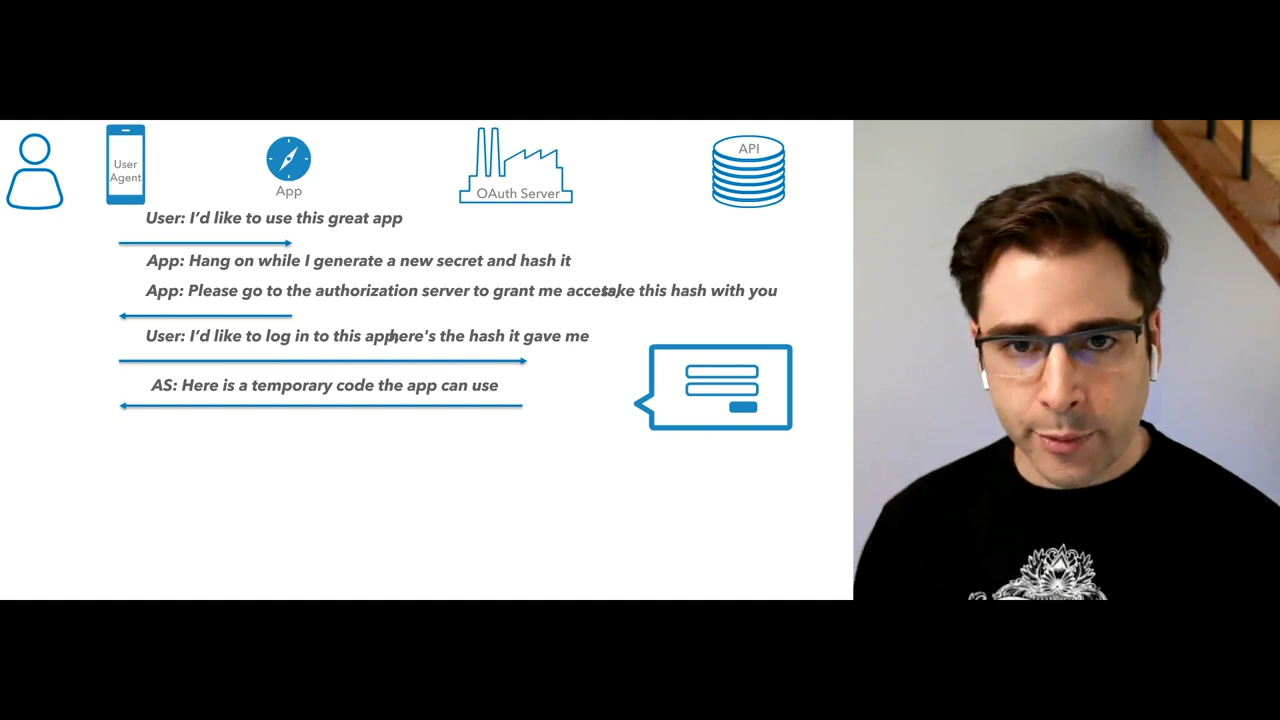 User
Agent
App
OAuth Server
API
User: I'd like to use this great app
App: Hang on while I generate a new secret and hash it
App: Please go to the authorization server to grant me access, take this hash with you
User: I'd like to log in to this app, here's the hash it gave me
AS: Here is a temporary code the app can use